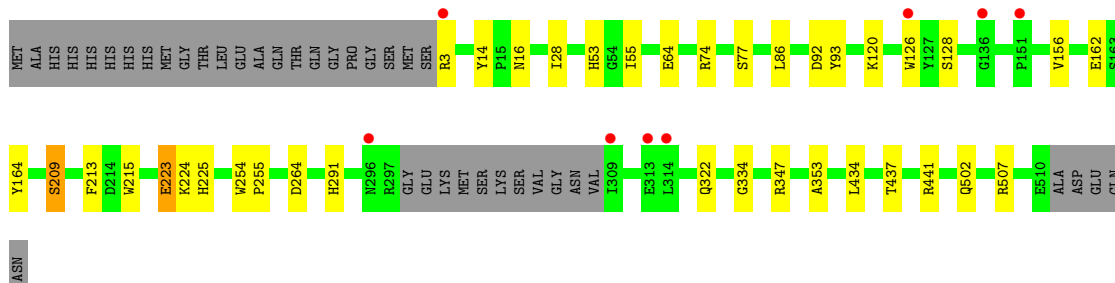 MET ALA HIS HIS HIS HIS HIS HIS MET GLY THR LEU GLU ALA GLN THR GLN GLY PRO GLY SER MET SER R3 Y14 P15 N16 I28 H53 G54 I55 E64 R74 S77 L86 D92 Y93 K120 W126 Y127 S128 G136 P151 V156 E162 S163
Y164 S209 F213 D214 W215 E223 K224 H225 W254 P255 D264 H291 N296 R297 GLY GLU LYS MET SER LYS SER VAL GLY ASN VAL I309 E313 L314 Q322 G334 R347 A353 L434 T437 R441 Q502 R507 E510 ALA ASP GLU GLN
ASN